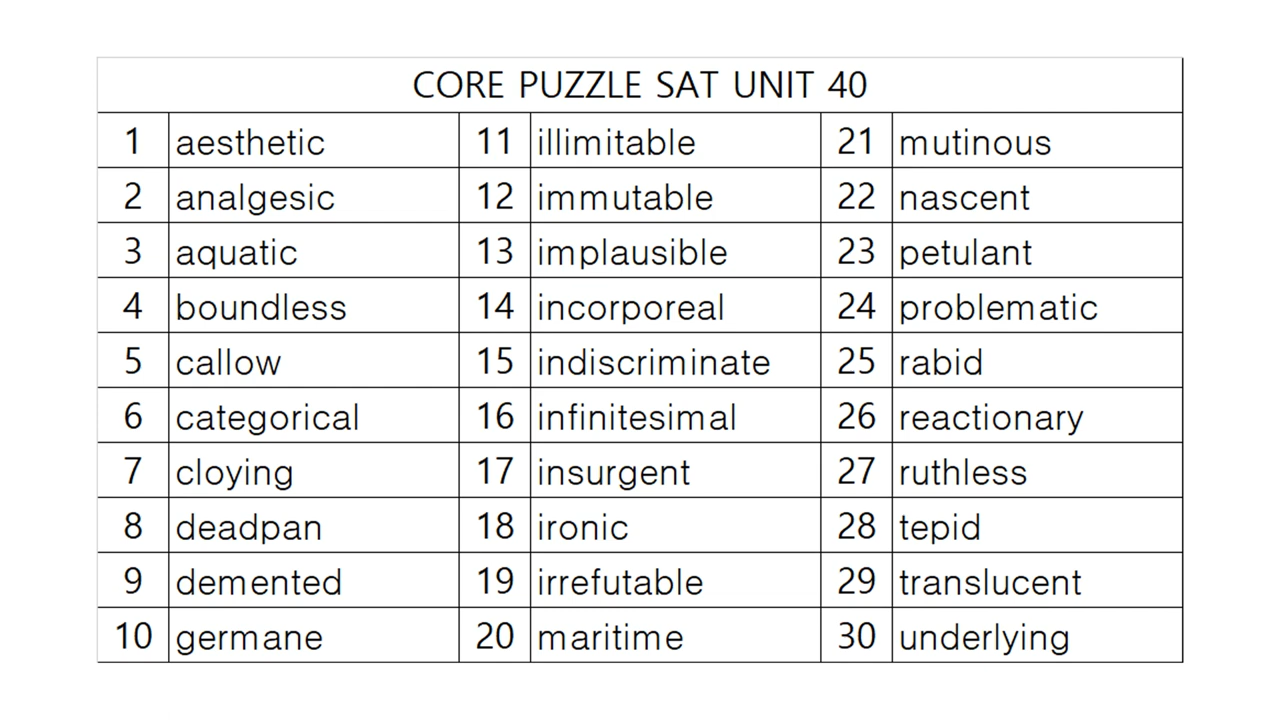 CORE PUZZLE SAT UNIT 40
1 aesthetic 11 illimitable 21 mutinous
2 analgesic 12 immutable 22 nascent
3 aquatic 13 implausible 23 petulant
4 boundless 14 incorporeal 24 problematic
5 callow 15 indiscriminate 25 rabid
6 categorical 16 infinitesimal 26 reactionary
7 cloying 17 insurgent 27 ruthless
8 deadpan 18 ironic 28 tepid
9 demented 19 irrefutable 29 translucent
10 germane 20 maritime 30 underlying